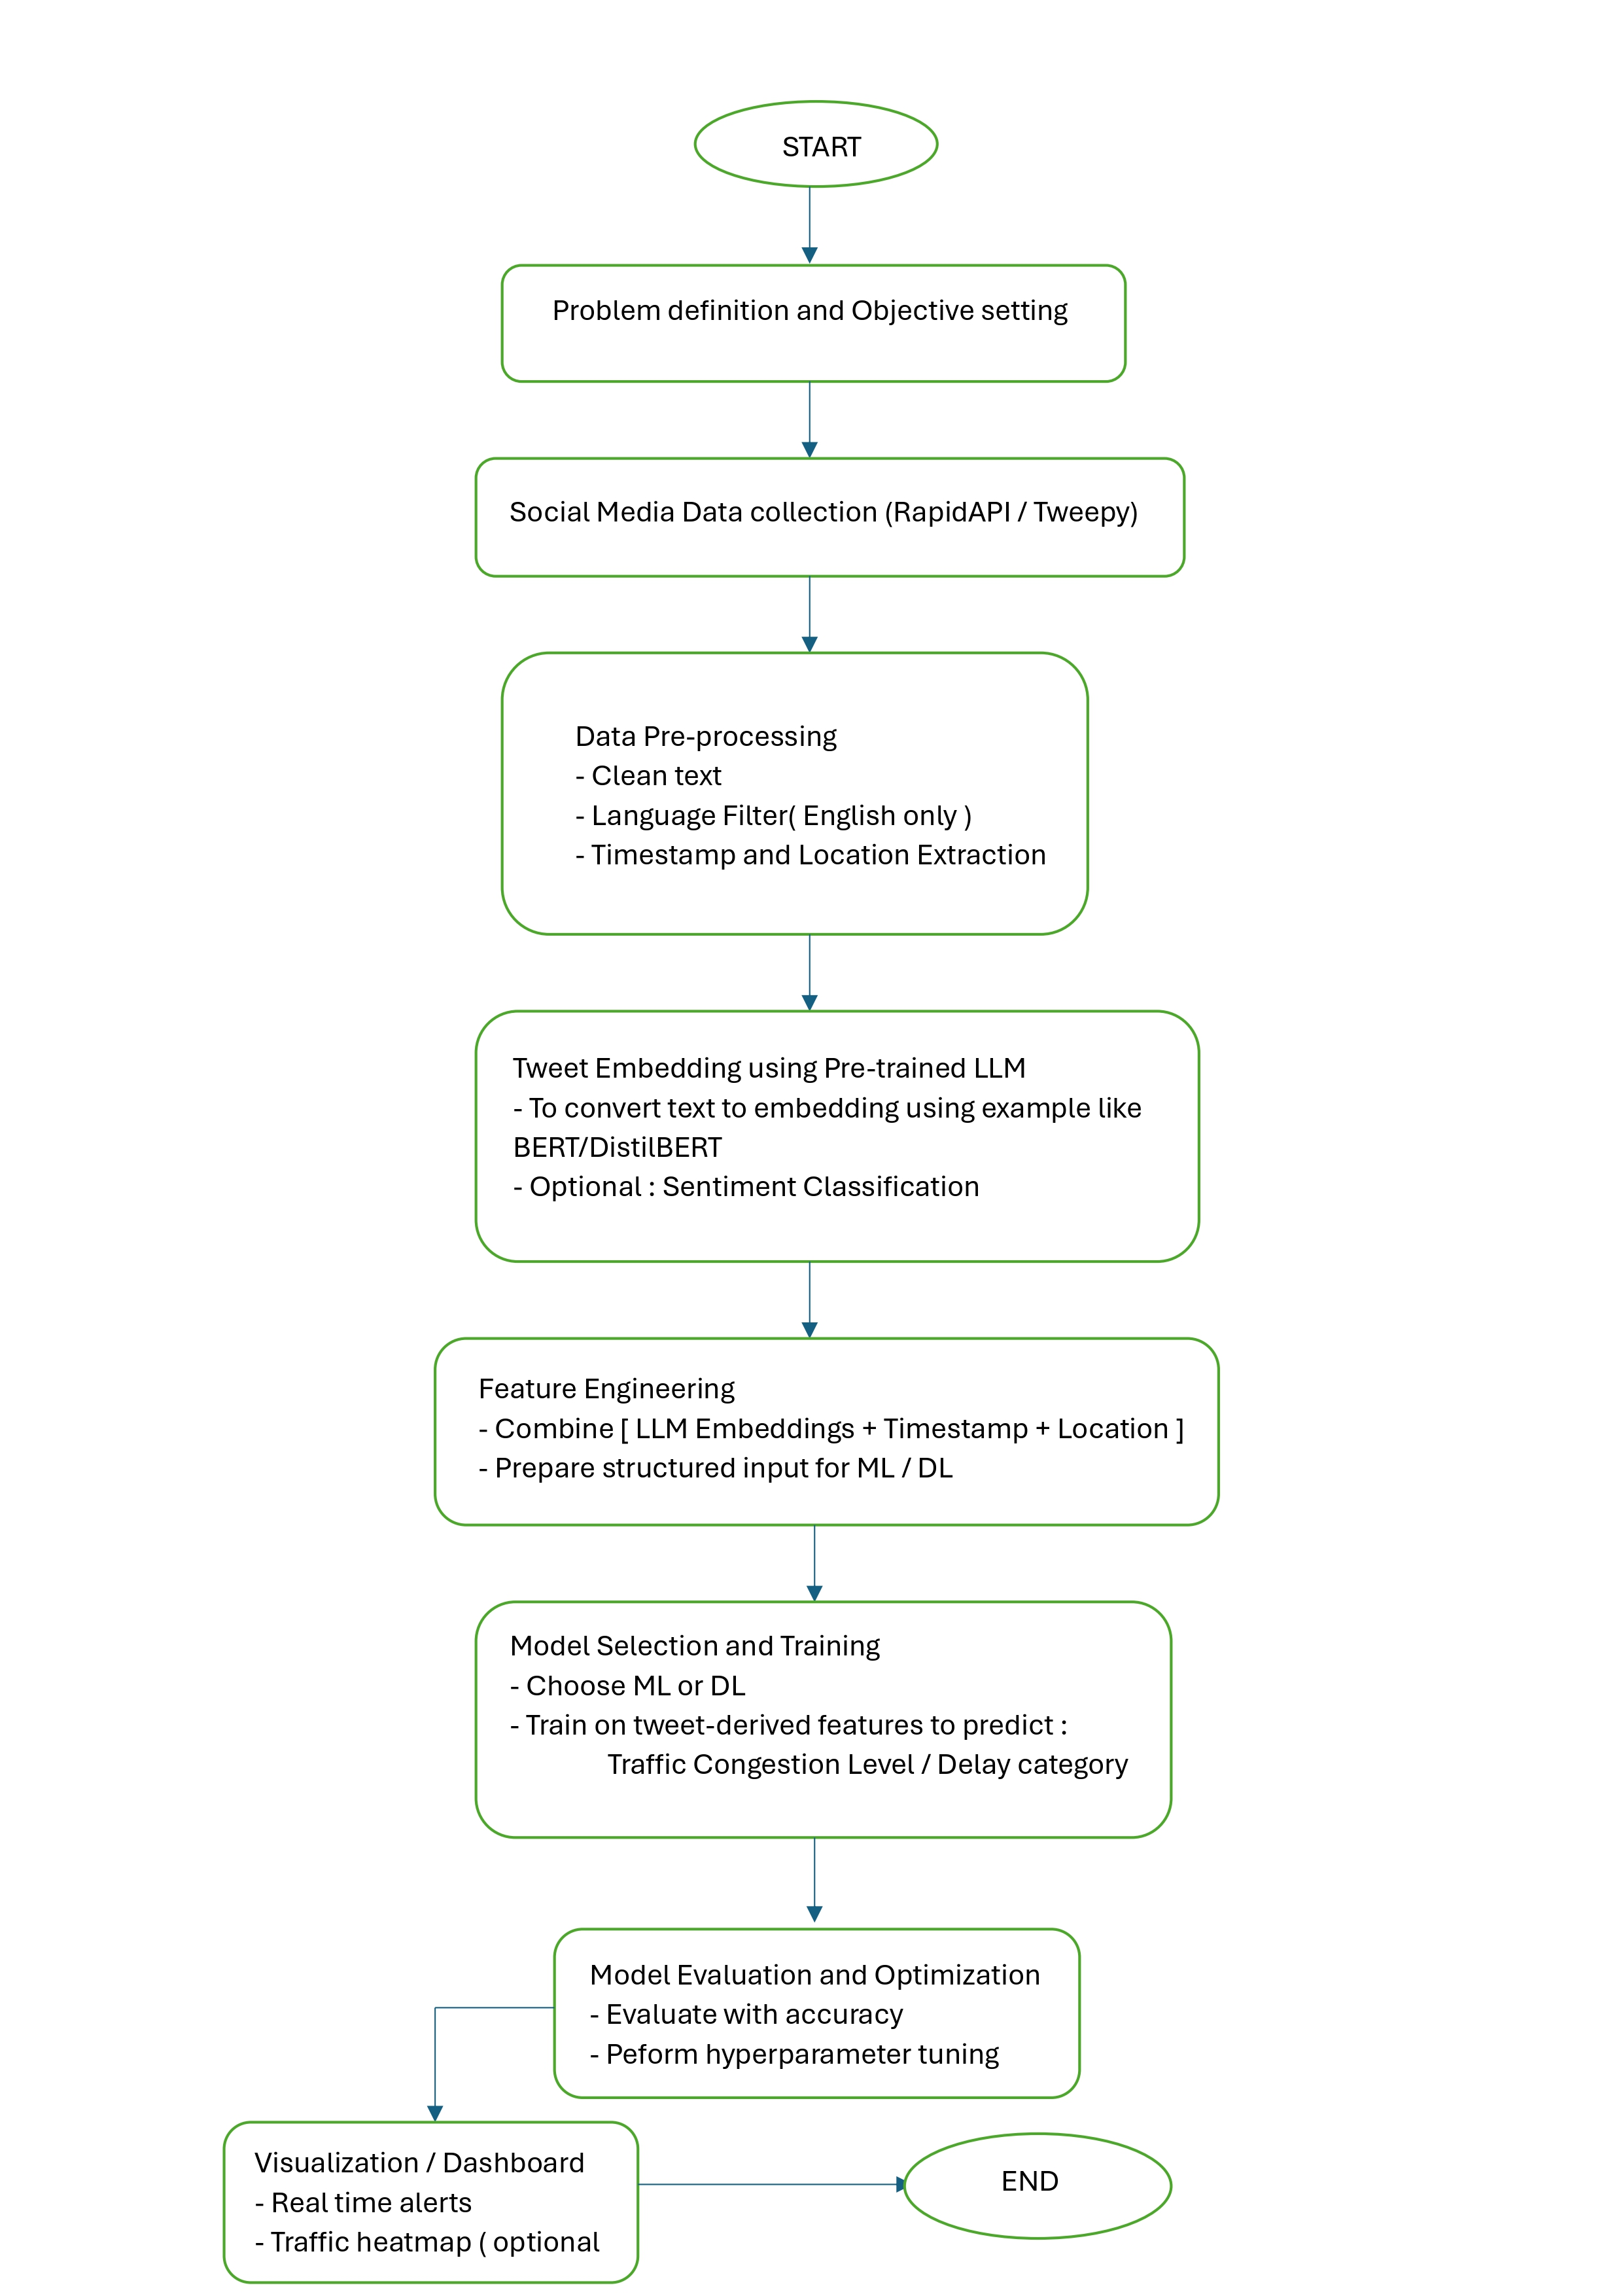 START
Problem definition and Objective setting
Social Media Data collection (RapidAPI / Tweepy)
Data Pre-processing
- Clean text
- Language Filter( English only )
- Timestamp and Location Extraction
Tweet Embedding using Pre-trained LLM
- To convert text to embedding using example like
BERT/DistilBERT
- Optional : Sentiment Classification
Feature Engineering
- Combine [ LLM Embeddings + Timestamp + Location ]
- Prepare structured input for ML / DL
Model Selection and Training
- Choose ML or DL
- Train on tweet-derived features to predict :
Traffic Congestion Level / Delay category
Model Evaluation and Optimization
- Evaluate with accuracy
- Peform hyperparameter tuning
Visualization / Dashboard
- Real time alerts
- Traffic heatmap ( optional
END